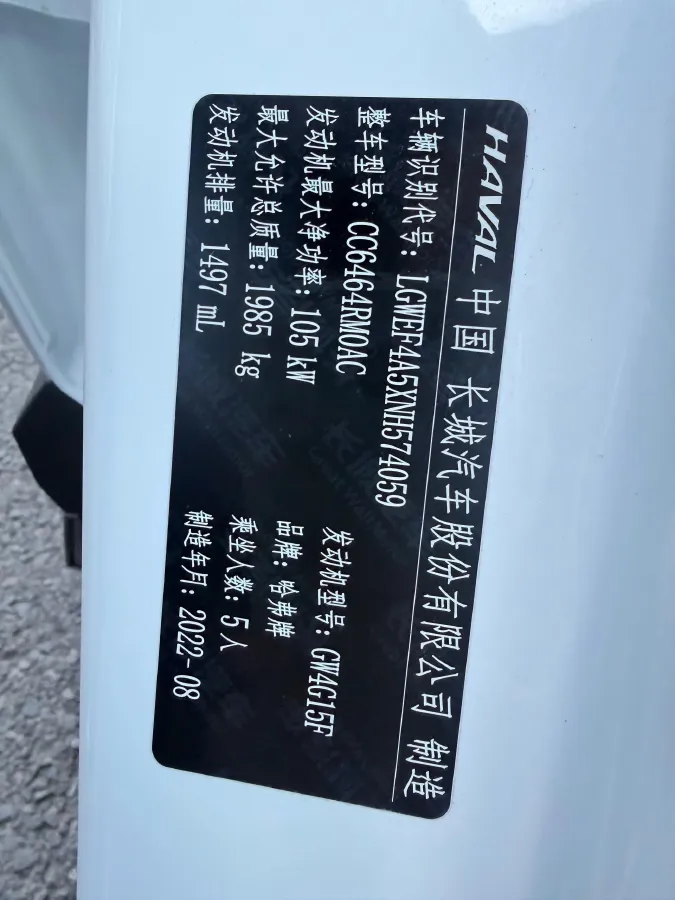 HAVAL 中国 长城汽车股份有限公司 制造
车辆识别代号：LGWEF4A5XNH574059
整车型号：CC6464RM0AC
发动机最大净功率：105 kW 发动机型号：GW4G15F
最大允许总质量：1985 kg 品牌：哈弗牌
发动机排量：1497 mL 乘坐人数：5 人
制造年月：2022-08